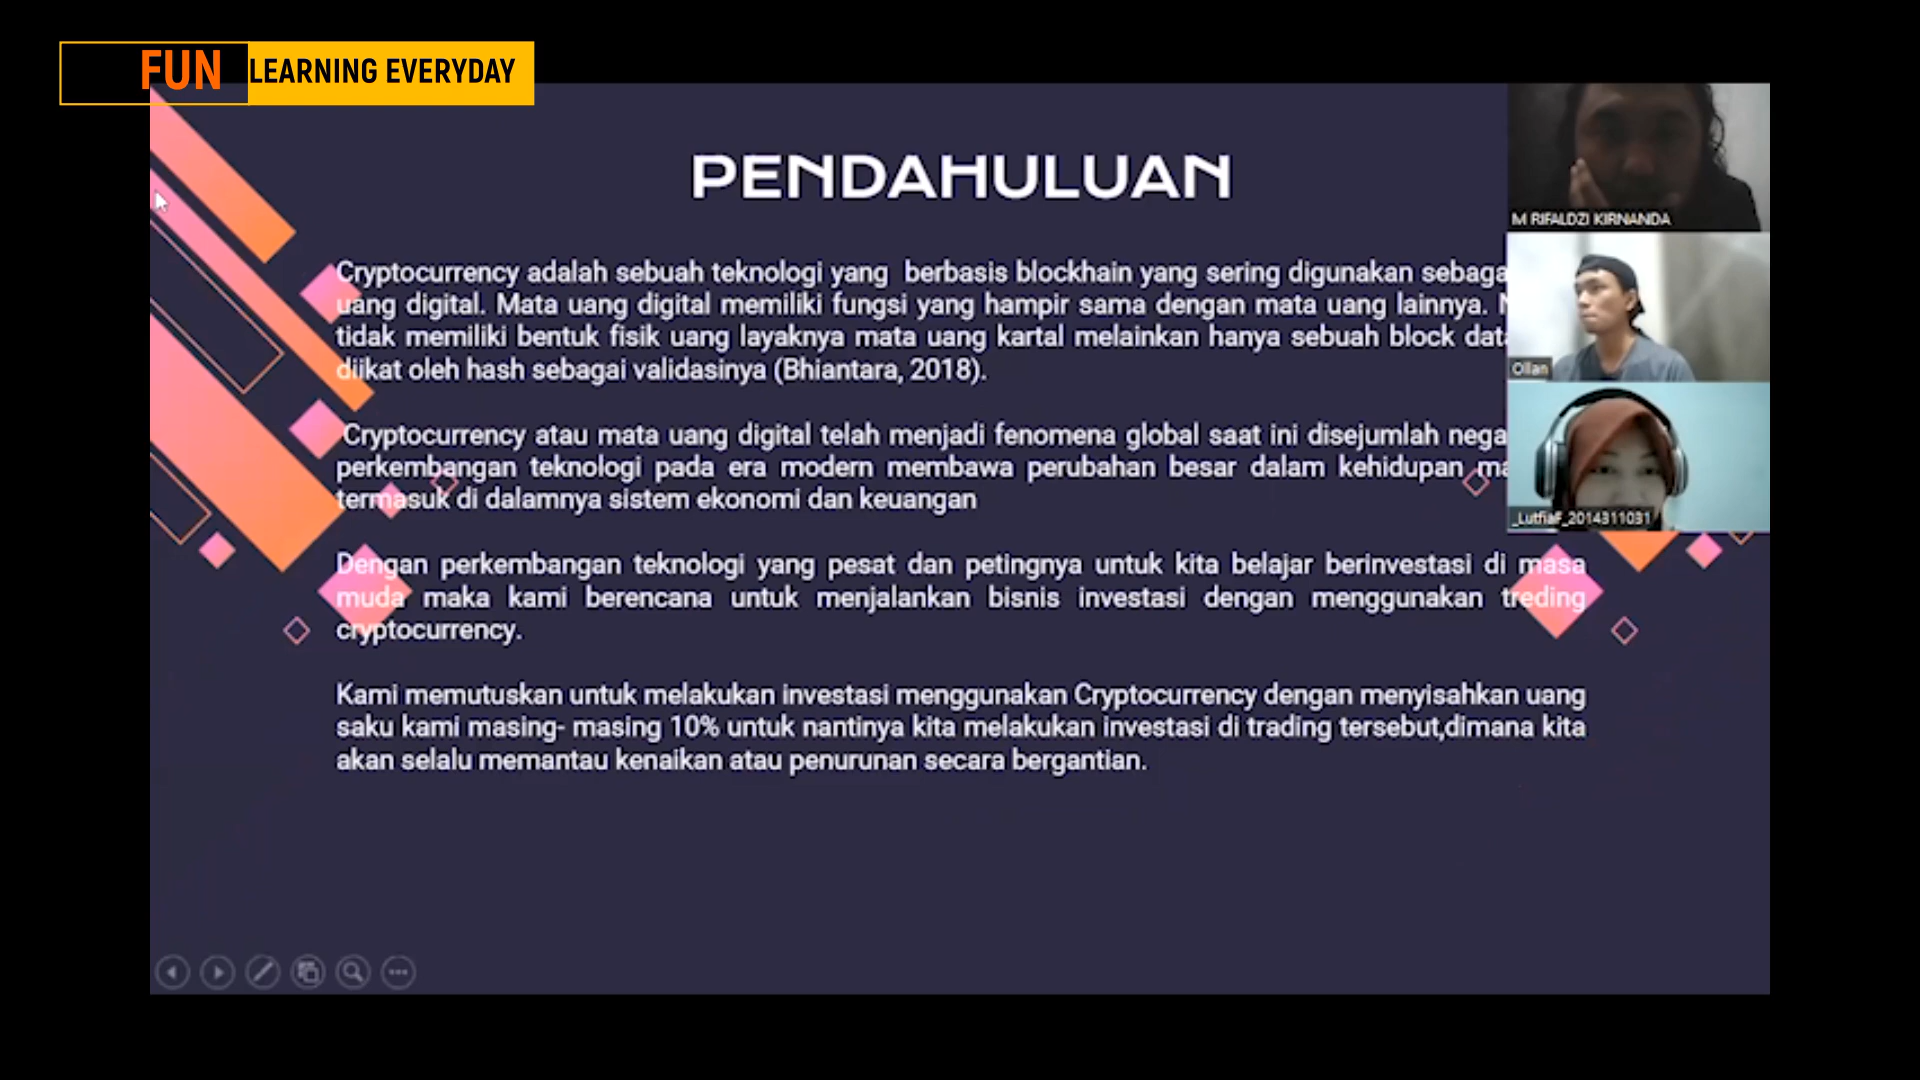 FUN LEARNING EVERYDAY
PENDAHULUAN
Cryptocurrency adalah sebuah teknologi yang berbasis blockhain yang sering digunakan
uang digital. Mata uang digital memiliki fungsi yang hampir sama dengan mata uang lainnya.
tidak memiliki bentuk fisik uang layaknya mata uang kartal melainkan hanya sebuah block
diikat oleh hash sebagai validasinya (Bhiantara, 2018).
Cryptocurrency atau mata uang digital telah menjadi fenomena global saat ini disejumlah
perkembangan teknologi pada era modern membawa perubahan besar dalam kehidupan
termasuk di dalamnya sistem ekonomi dan keuangan
Dengan perkembangan teknologi yang pesat dan petingnya untuk kita belajar berinvestasi di masa
muda maka kami berencana untuk menjalankan bisnis investasi dengan menggunakan treding
cryptocurrency.
Kami memutuskan untuk melakukan investasi menggunakan Cryptocurrency dengan menyisahkan uang
saku kami masing- masing 10% untuk nantinya kita melakukan investasi di trading tersebut,dimana kita
akan selalu memantau kenaikan atau penurunan secara bergantian.
M RIFALDZI KIRNANDA
Ollan
_LutfiaF_2014311031